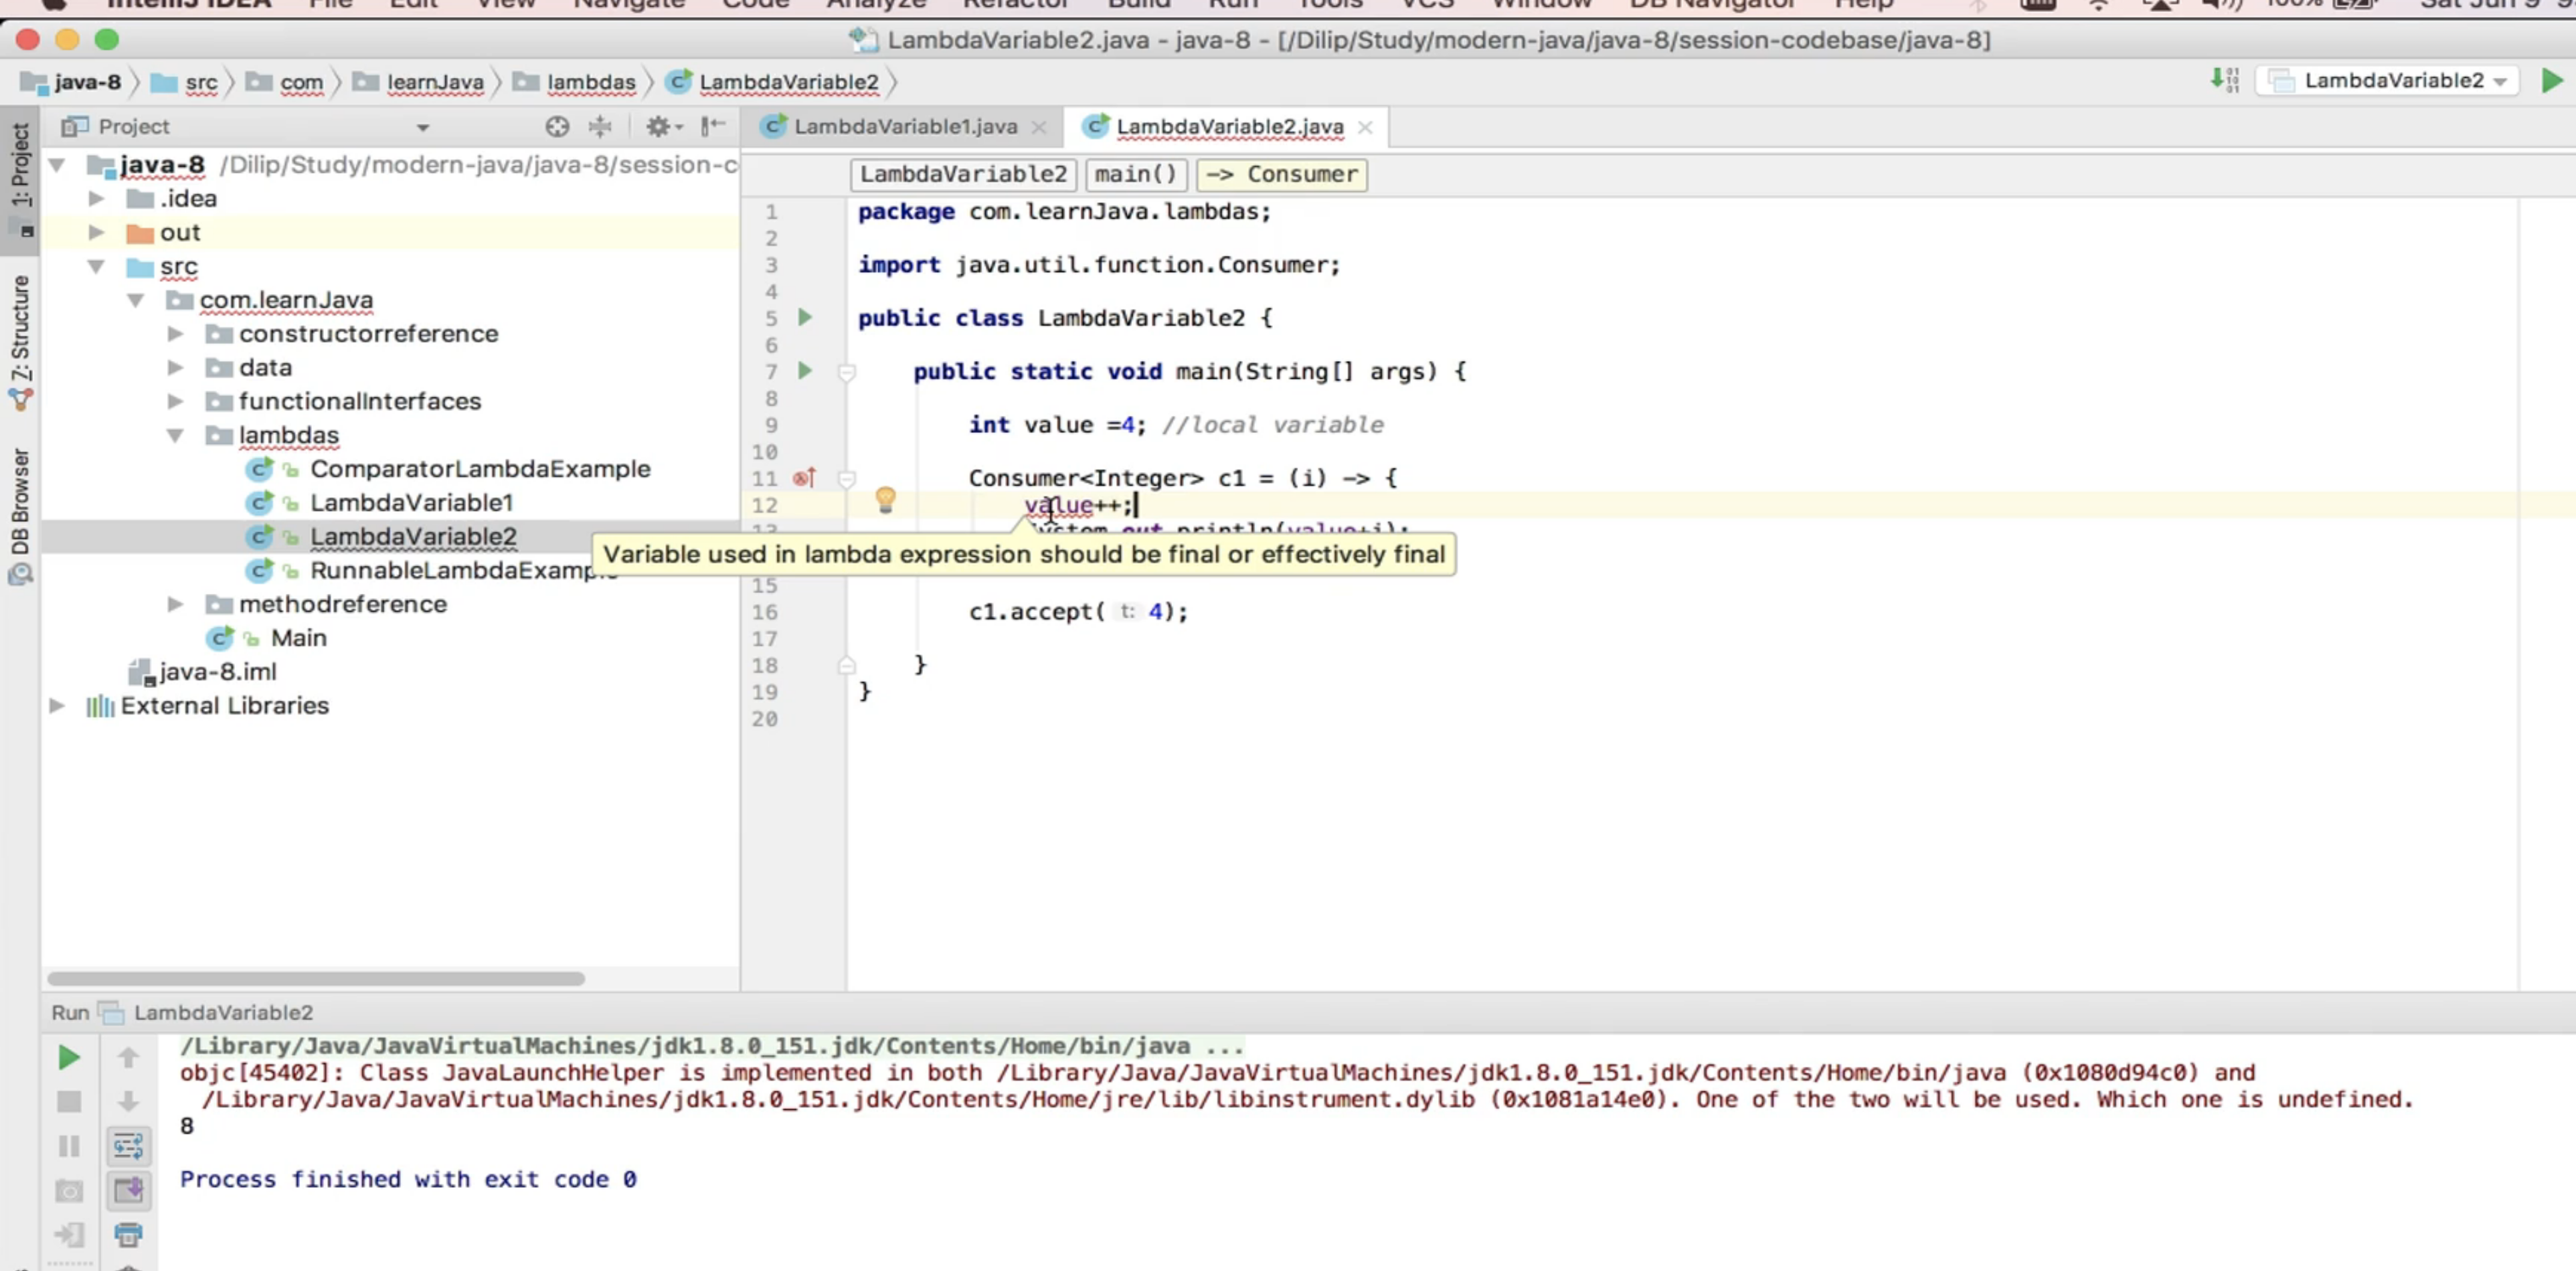 IntelliJ IDEA File Edit View Navigate Code Analyze Refactor Build Run Tools VCS Window DB Navigator Help 100% Sat Jun 9
LambdaVariable2.java - java-8 - [/Dilip/Study/modern-java/java-8/session-codebase/java-8]
java-8 src com learnJava lambdas LambdaVariable2 LambdaVariable2
1: Project
Z: Structure
DB Browser
Project
java-8 /Dilip/Study/modern-java/java-8/session-c
.idea
out
src
com.learnJava
constructorreference
data
functionalInterfaces
lambdas
ComparatorLambdaExample
LambdaVariable1
LambdaVariable2
RunnableLambdaExamp
methodreference
Main
java-8.iml
External Libraries
LambdaVariable1.java LambdaVariable2.java
LambdaVariable2 main() -> Consumer
1 package com.learnJava.lambdas;
2
3 import java.util.function.Consumer;
4
5 public class LambdaVariable2 {
6
7 public static void main(String[] args) {
8
9 int value =4; //local variable
10
11 Consumer<Integer> c1 = (i) -> {
12 value++;
ystem.out.println(value+i);
Variable used in lambda expression should be final or effectively final
15
16 c1.accept( t: 4);
17
18 }
19 }
20
Run LambdaVariable2
/Library/Java/JavaVirtualMachines/jdk1.8.0_151.jdk/Contents/Home/bin/java ...
objc[45402]: Class JavaLaunchHelper is implemented in both /Library/Java/JavaVirtualMachines/jdk1.8.0_151.jdk/Contents/Home/bin/java (0x1080d94c0) and
/Library/Java/JavaVirtualMachines/jdk1.8.0_151.jdk/Contents/Home/jre/lib/libinstrument.dylib (0x1081a14e0). One of the two will be used. Which one is undefined.
8
Process finished with exit code 0